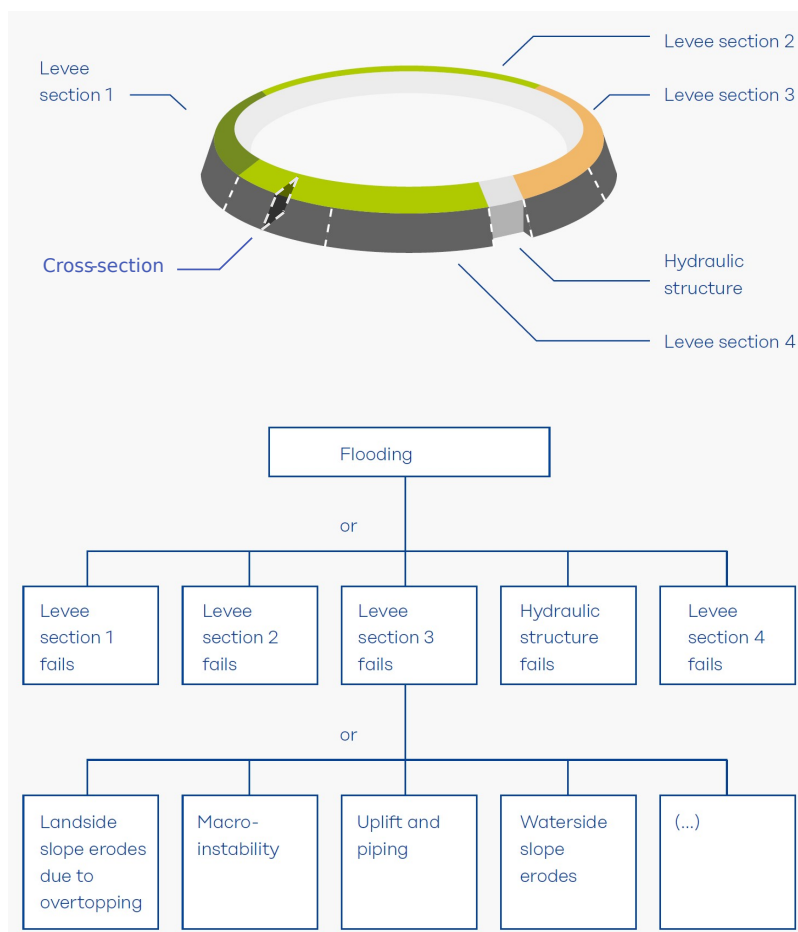 Levee section 2
Levee
section 1
Levee section 3
Cross-section
Hydraulic
structure
Levee section 4
Flooding
or
Levee
section 1
fails
Levee
section 2
fails
Levee
section 3
fails
Hydraulic
structure
fails
Levee
section 4
fails
or
Landside
slope erodes
due to
overtopping
Macro-
instability
Uplift and
piping
Waterside
slope
erodes
(...)